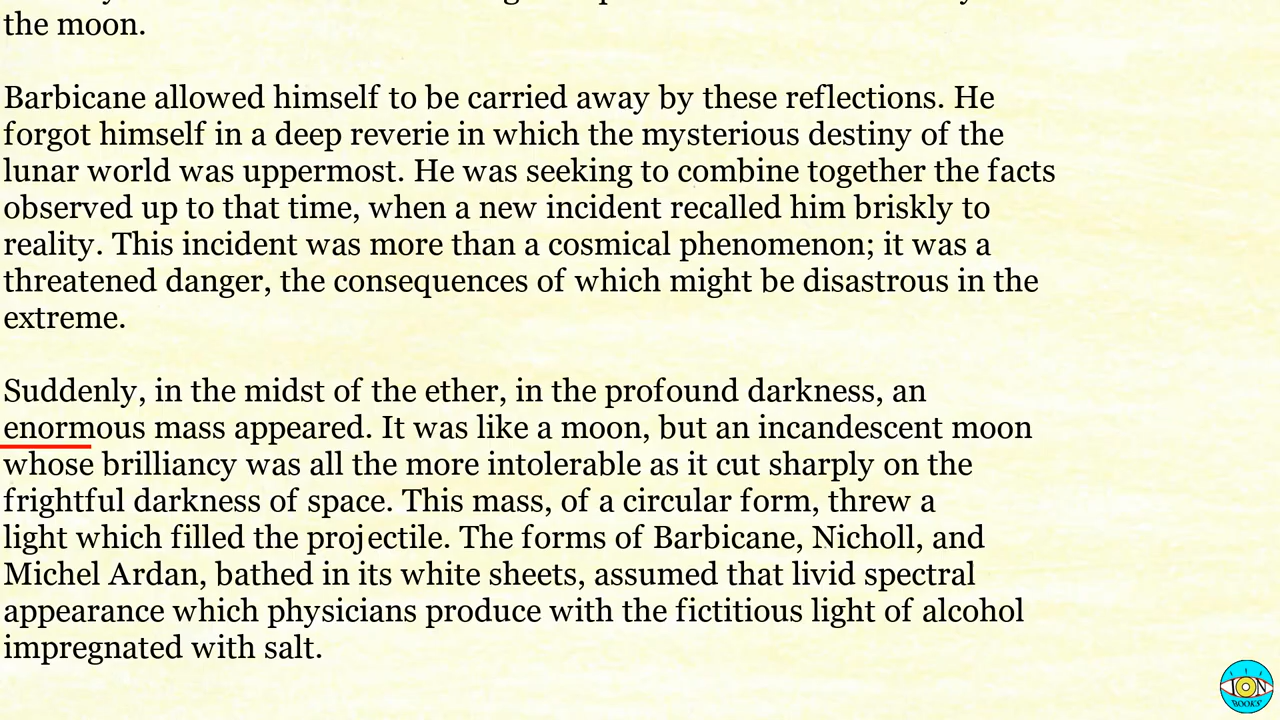 the moon.
Barbicane allowed himself to be carried away by these reflections. He
forgot himself in a deep reverie in which the mysterious destiny of the
lunar world was uppermost. He was seeking to combine together the facts
observed up to that time, when a new incident recalled him briskly to
reality. This incident was more than a cosmical phenomenon; it was a
threatened danger, the consequences of which might be disastrous in the
extreme.
Suddenly, in the midst of the ether, in the profound darkness, an
enormous mass appeared. It was like a moon, but an incandescent moon
whose brilliancy was all the more intolerable as it cut sharply on the
frightful darkness of space. This mass, of a circular form, threw a
light which filled the projectile. The forms of Barbicane, Nicholl, and
Michel Ardan, bathed in its white sheets, assumed that livid spectral
appearance which physicians produce with the fictitious light of alcohol
impregnated with salt.
ION
BOOKS